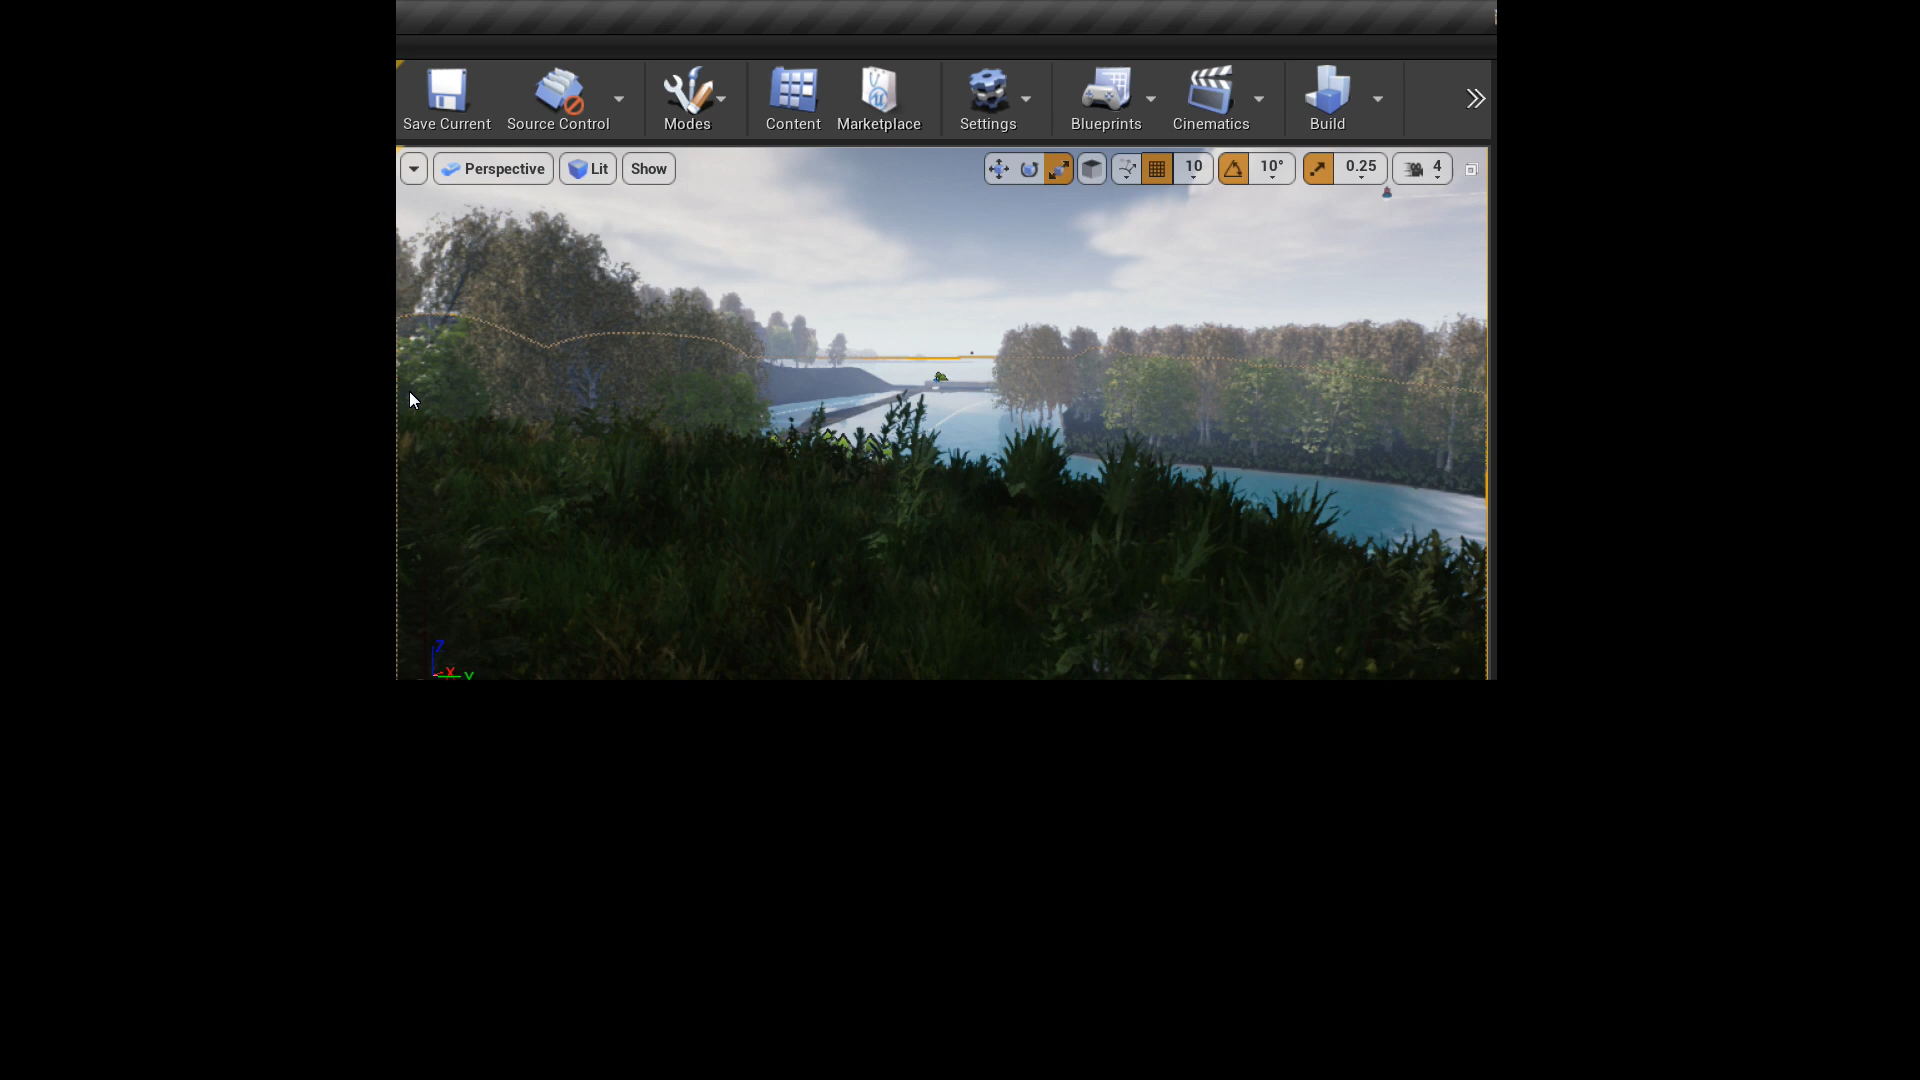 Save Current Source Control Modes Content Marketplace Settings Blueprints Cinematics Build
Perspective Lit Show 10 10° 0.25 4
Z
X
Y